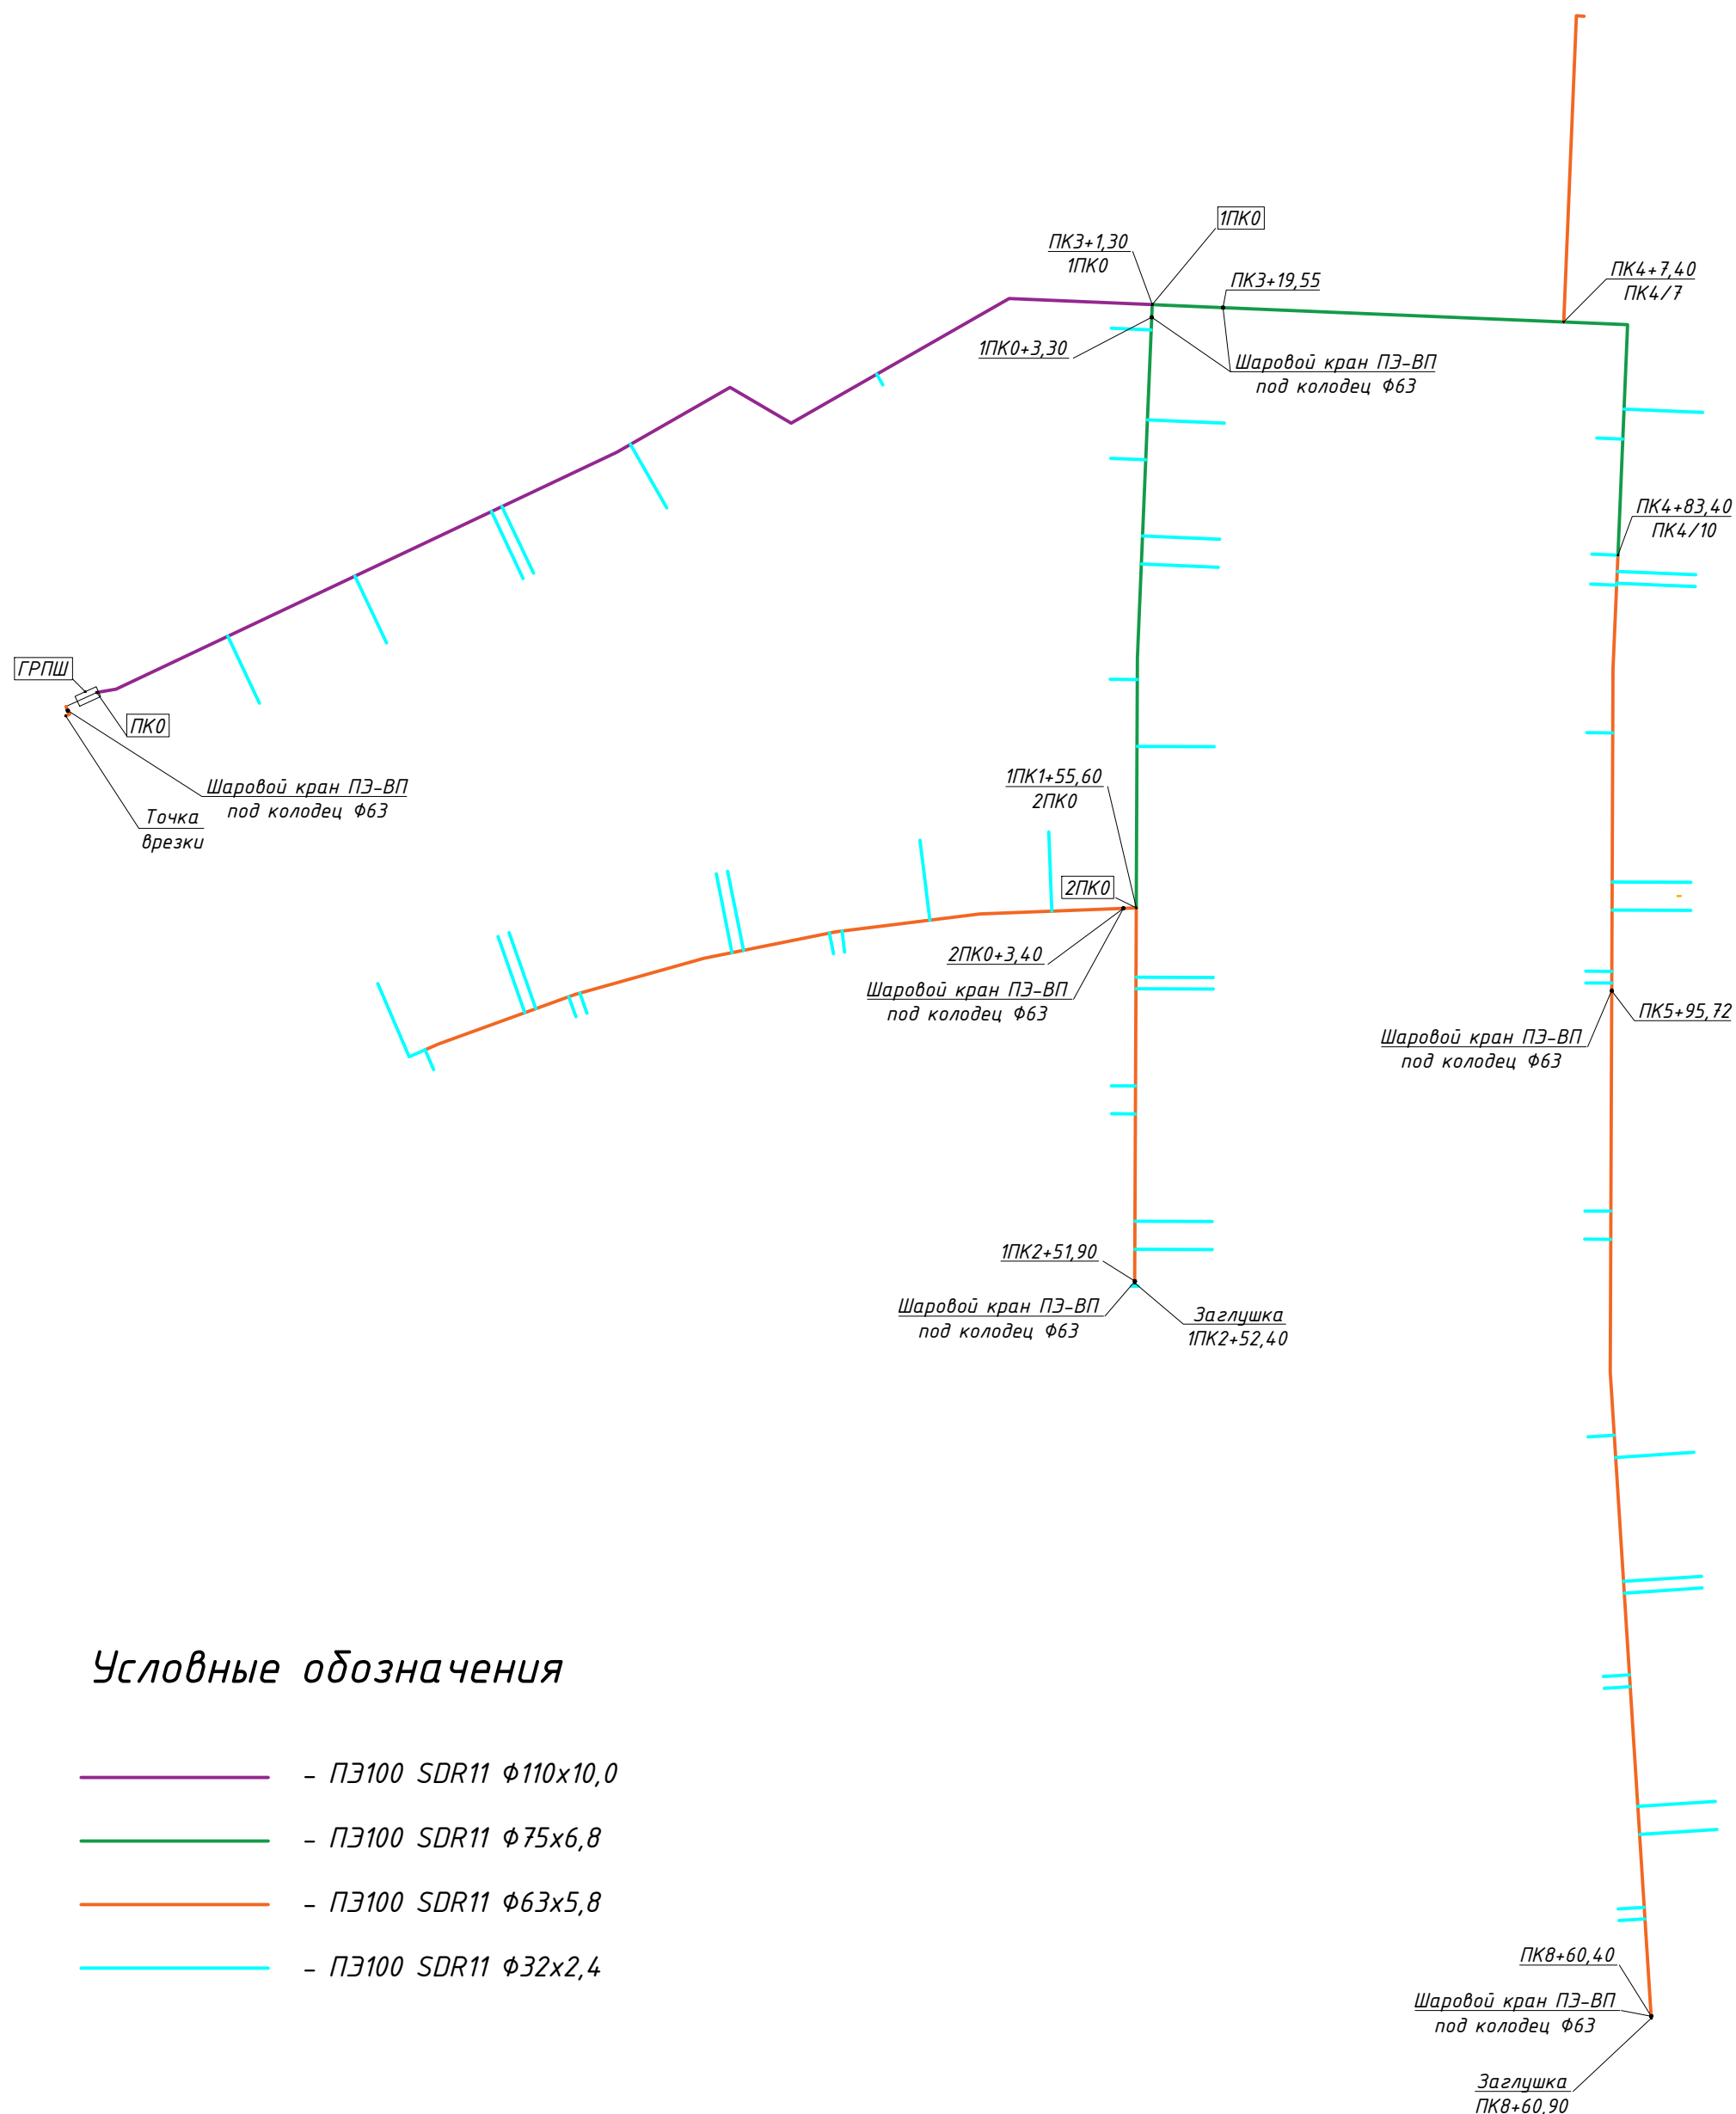 1ПК0
ПК3+1,30
1ПК0
ПК3+19,55
ПК4+7,40
ПК4/7
1ПК0+3,30
Шаровой кран ПЭ-ВП
под колодец Ф63
ПК4+83,40
ПК4/10
ГРПШ
ПК0
Шаровой кран ПЭ-ВП
под колодец Ф63
Точка
врезки
1ПК1+55,60
2ПК0
2ПК0
2ПК0+3,40
Шаровой кран ПЭ-ВП
под колодец Ф63
ПК5+95,72
Шаровой кран ПЭ-ВП
под колодец Ф63
1ПК2+51,90
Шаровой кран ПЭ-ВП
под колодец Ф63
Заглушка
1ПК2+52,40
Условные обозначения
- ПЭ100 SDR11 Ф110х10,0
- ПЭ100 SDR11 Ф75х6,8
- ПЭ100 SDR11 Ф63х5,8
- ПЭ100 SDR11 Ф32х2,4
ПК8+60,40
Шаровой кран ПЭ-ВП
под колодец Ф63
Заглушка
ПК8+60,90